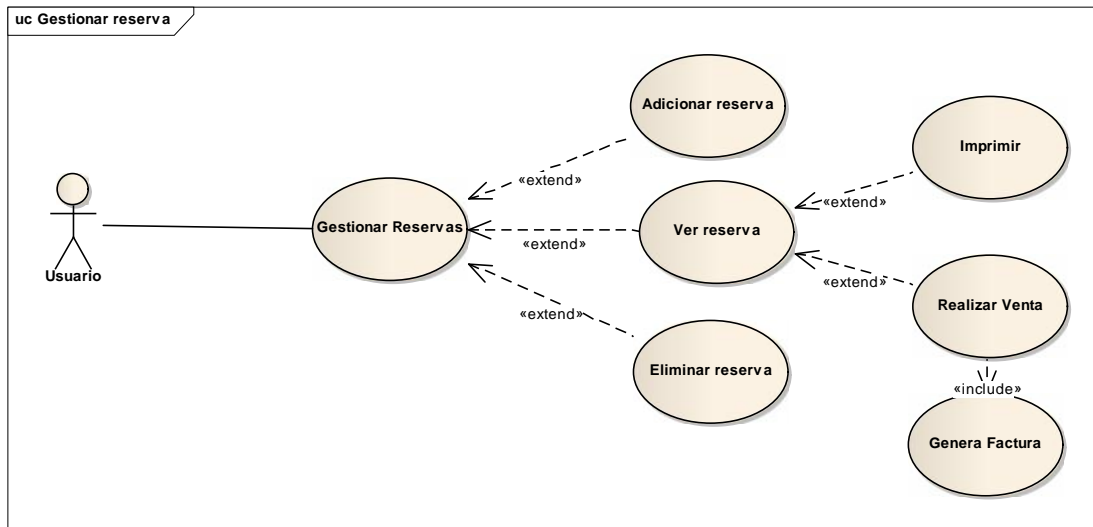 uc Gestionar reserva
Adicionar reserva
Imprimir
«extend»
«extend»
Gestionar Reservas
Ver reserva
«extend»
Usuario
«extend»
Realizar Venta
«extend»
Eliminar reserva
«include»
Genera Factura